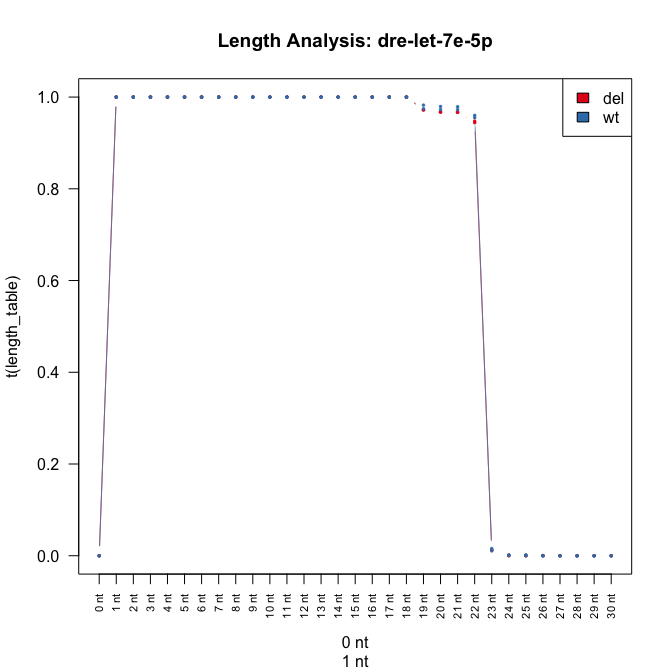 Length Analysis: dre-let-7e-5p
del
wt
t(length_table)
1.0
0.8
0.6
0.4
0.2
0.0
0 nt 1 nt 2 nt 3 nt 4 nt 5 nt 6 nt 7 nt 8 nt 9 nt 10 nt 11 nt 12 nt 13 nt 14 nt 15 nt 16 nt 17 nt 18 nt 19 nt 20 nt 21 nt 22 nt 23 nt 24 nt 25 nt 26 nt 27 nt 28 nt 29 nt 30 nt
0 nt
1 nt